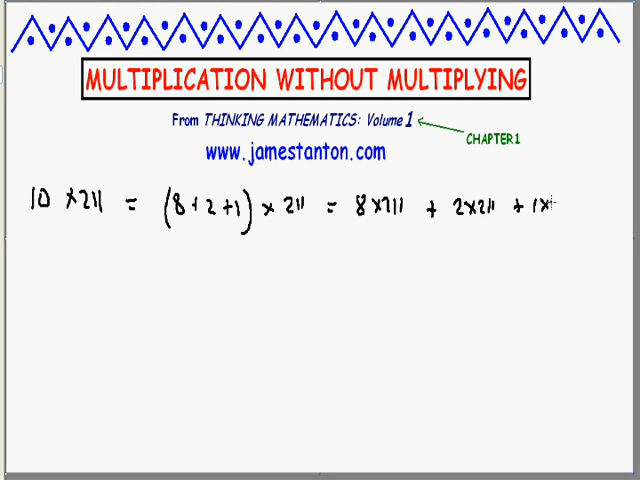 MULTIPLICATION WITHOUT MULTIPLYING
From THINKING MATHEMATICS: Volume 1
CHAPTER 1
www.jamestanton.com
10 × 211 = (8 + 2 + 1) × 211 = 8 × 211 + 2 × 211 + 1 ×